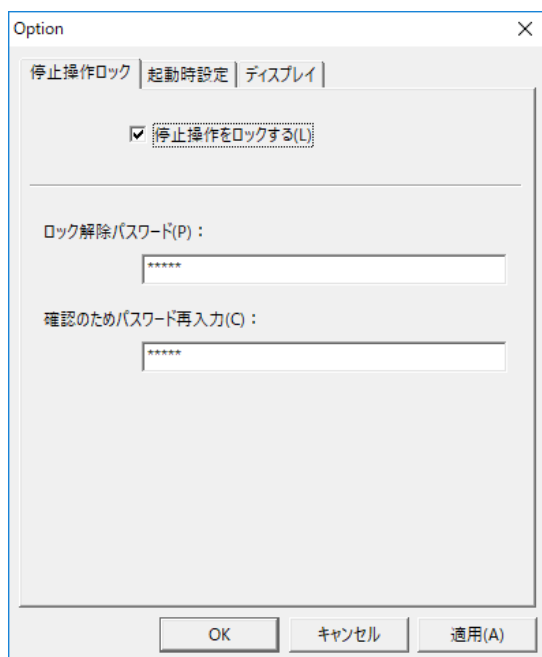 Option
停止操作ロック 起動時設定 ディスプレイ
停止操作をロックする(L)
ロック解除パスワード(P)：
*****
確認のためパスワード再入力(C)：
*****
OK キャンセル 適用(A)